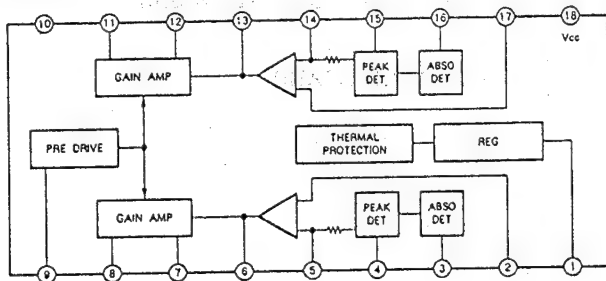 10 11 12 13 14 15 16 17 18
Vcc
GAIN AMP
PEAK DET
ABSO DET
PRE DRIVE
THERMAL PROTECTION
REG
GAIN AMP
PEAK DET
ABSO DET
9 8 7 6 5 4 3 2 1